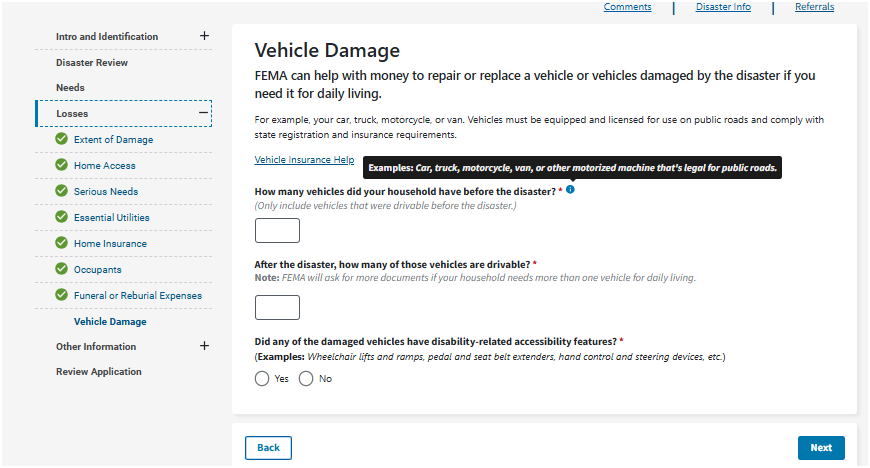 Comments | Disaster Info | Referrals
Intro and Identification +
Disaster Review
Needs
Losses −
Extent of Damage
Home Access
Serious Needs
Essential Utilities
Home Insurance
Occupants
Funeral or Reburial Expenses
Vehicle Damage
Other Information +
Review Application
Vehicle Damage
FEMA can help with money to repair or replace a vehicle or vehicles damaged by the disaster if you
need it for daily living.
For example, your car, truck, motorcycle, or van. Vehicles must be equipped and licensed for use on public roads and comply with
state registration and insurance requirements.
Vehicle Insurance Help
Examples: Car, truck, motorcycle, van, or other motorized machine that's legal for public roads.
How many vehicles did your household have before the disaster? * i
(Only include vehicles that were drivable before the disaster.)
After the disaster, how many of those vehicles are drivable? *
Note: FEMA will ask for more documents if your household needs more than one vehicle for daily living.
Did any of the damaged vehicles have disability-related accessibility features? *
(Examples: Wheelchair lifts and ramps, pedal and seat belt extenders, hand control and steering devices, etc.)
Yes No
Back Next